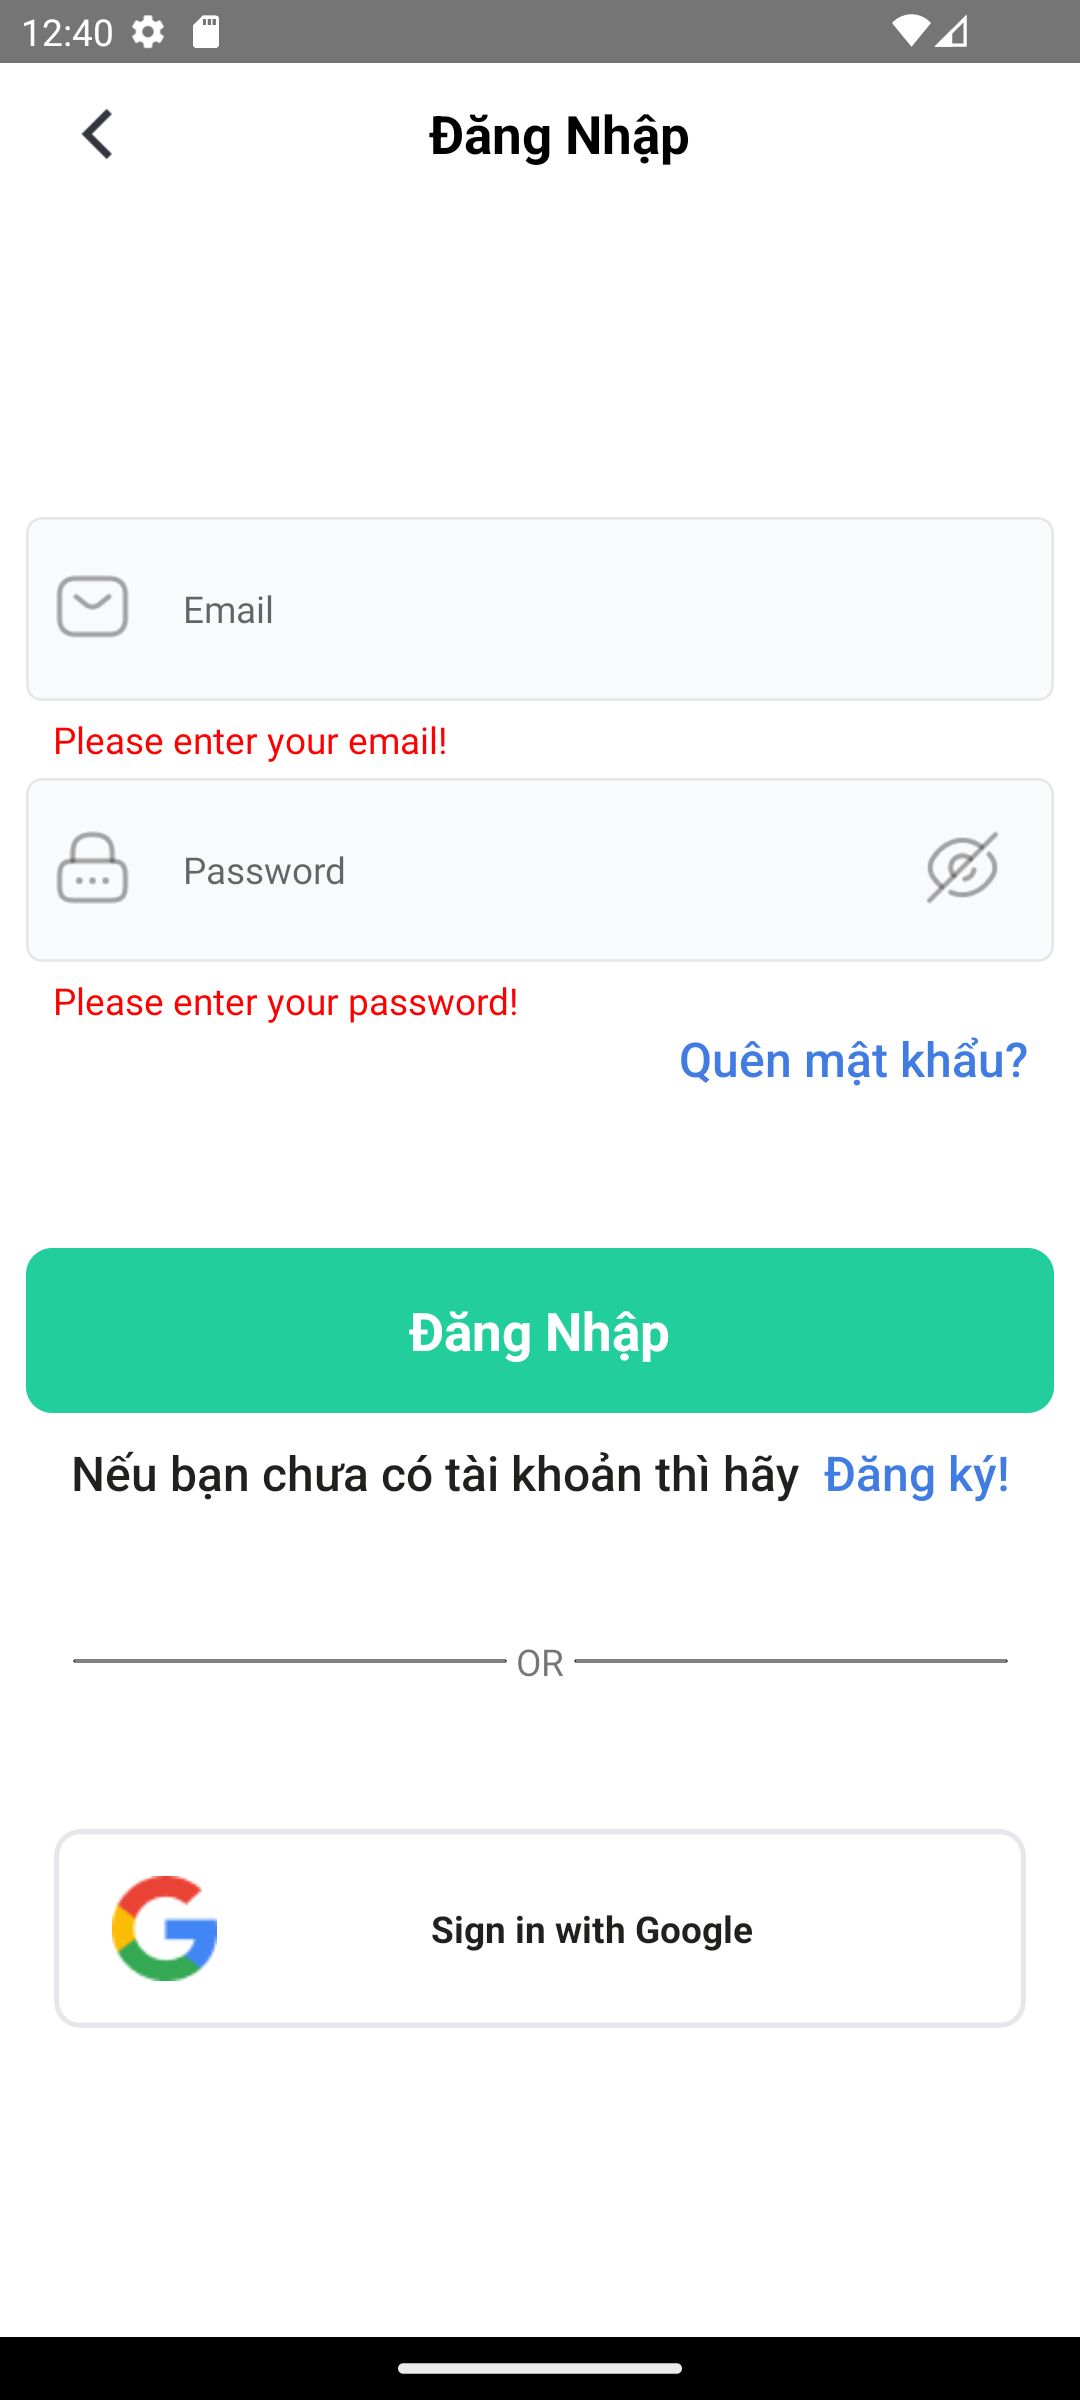 12:40
Đăng Nhập
Email
Please enter your email!
Password
Please enter your password!
Quên mật khẩu?
Đăng Nhập
Nếu bạn chưa có tài khoản thì hãy Đăng ký!
OR
Sign in with Google